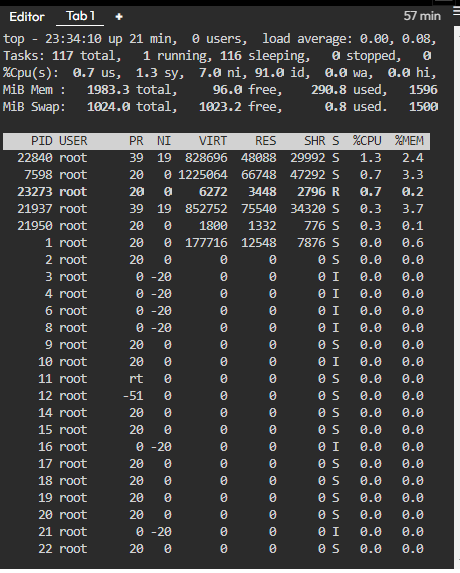 Editor Tab 1 + 57 min
top - 23:34:10 up 21 min, 0 users, load average: 0.00, 0.08,
Tasks: 117 total, 1 running, 116 sleeping, 0 stopped, 0
%Cpu(s): 0.7 us, 1.3 sy, 7.0 ni, 91.0 id, 0.0 wa, 0.0 hi,
MiB Mem : 1983.3 total, 96.0 free, 290.8 used, 1596
MiB Swap: 1024.0 total, 1023.2 free, 0.8 used. 1500
PID USER PR NI VIRT RES SHR S %CPU %MEM
22840 root 39 19 828696 48088 29992 S 1.3 2.4
7598 root 20 0 1225064 66748 47292 S 0.7 3.3
23273 root 20 0 6272 3448 2796 R 0.7 0.2
21937 root 39 19 852752 75540 34320 S 0.3 3.7
21950 root 20 0 1800 1332 776 S 0.3 0.1
1 root 20 0 177716 12548 7876 S 0.0 0.6
2 root 20 0 0 0 0 S 0.0 0.0
3 root 0 -20 0 0 0 I 0.0 0.0
4 root 0 -20 0 0 0 I 0.0 0.0
6 root 0 -20 0 0 0 I 0.0 0.0
8 root 0 -20 0 0 0 I 0.0 0.0
9 root 20 0 0 0 0 S 0.0 0.0
10 root 20 0 0 0 0 I 0.0 0.0
11 root rt 0 0 0 0 S 0.0 0.0
12 root -51 0 0 0 0 S 0.0 0.0
14 root 20 0 0 0 0 S 0.0 0.0
15 root 20 0 0 0 0 S 0.0 0.0
16 root 0 -20 0 0 0 I 0.0 0.0
17 root 20 0 0 0 0 S 0.0 0.0
18 root 20 0 0 0 0 S 0.0 0.0
19 root 20 0 0 0 0 S 0.0 0.0
20 root 20 0 0 0 0 S 0.0 0.0
21 root 0 -20 0 0 0 I 0.0 0.0
22 root 20 0 0 0 0 S 0.0 0.0